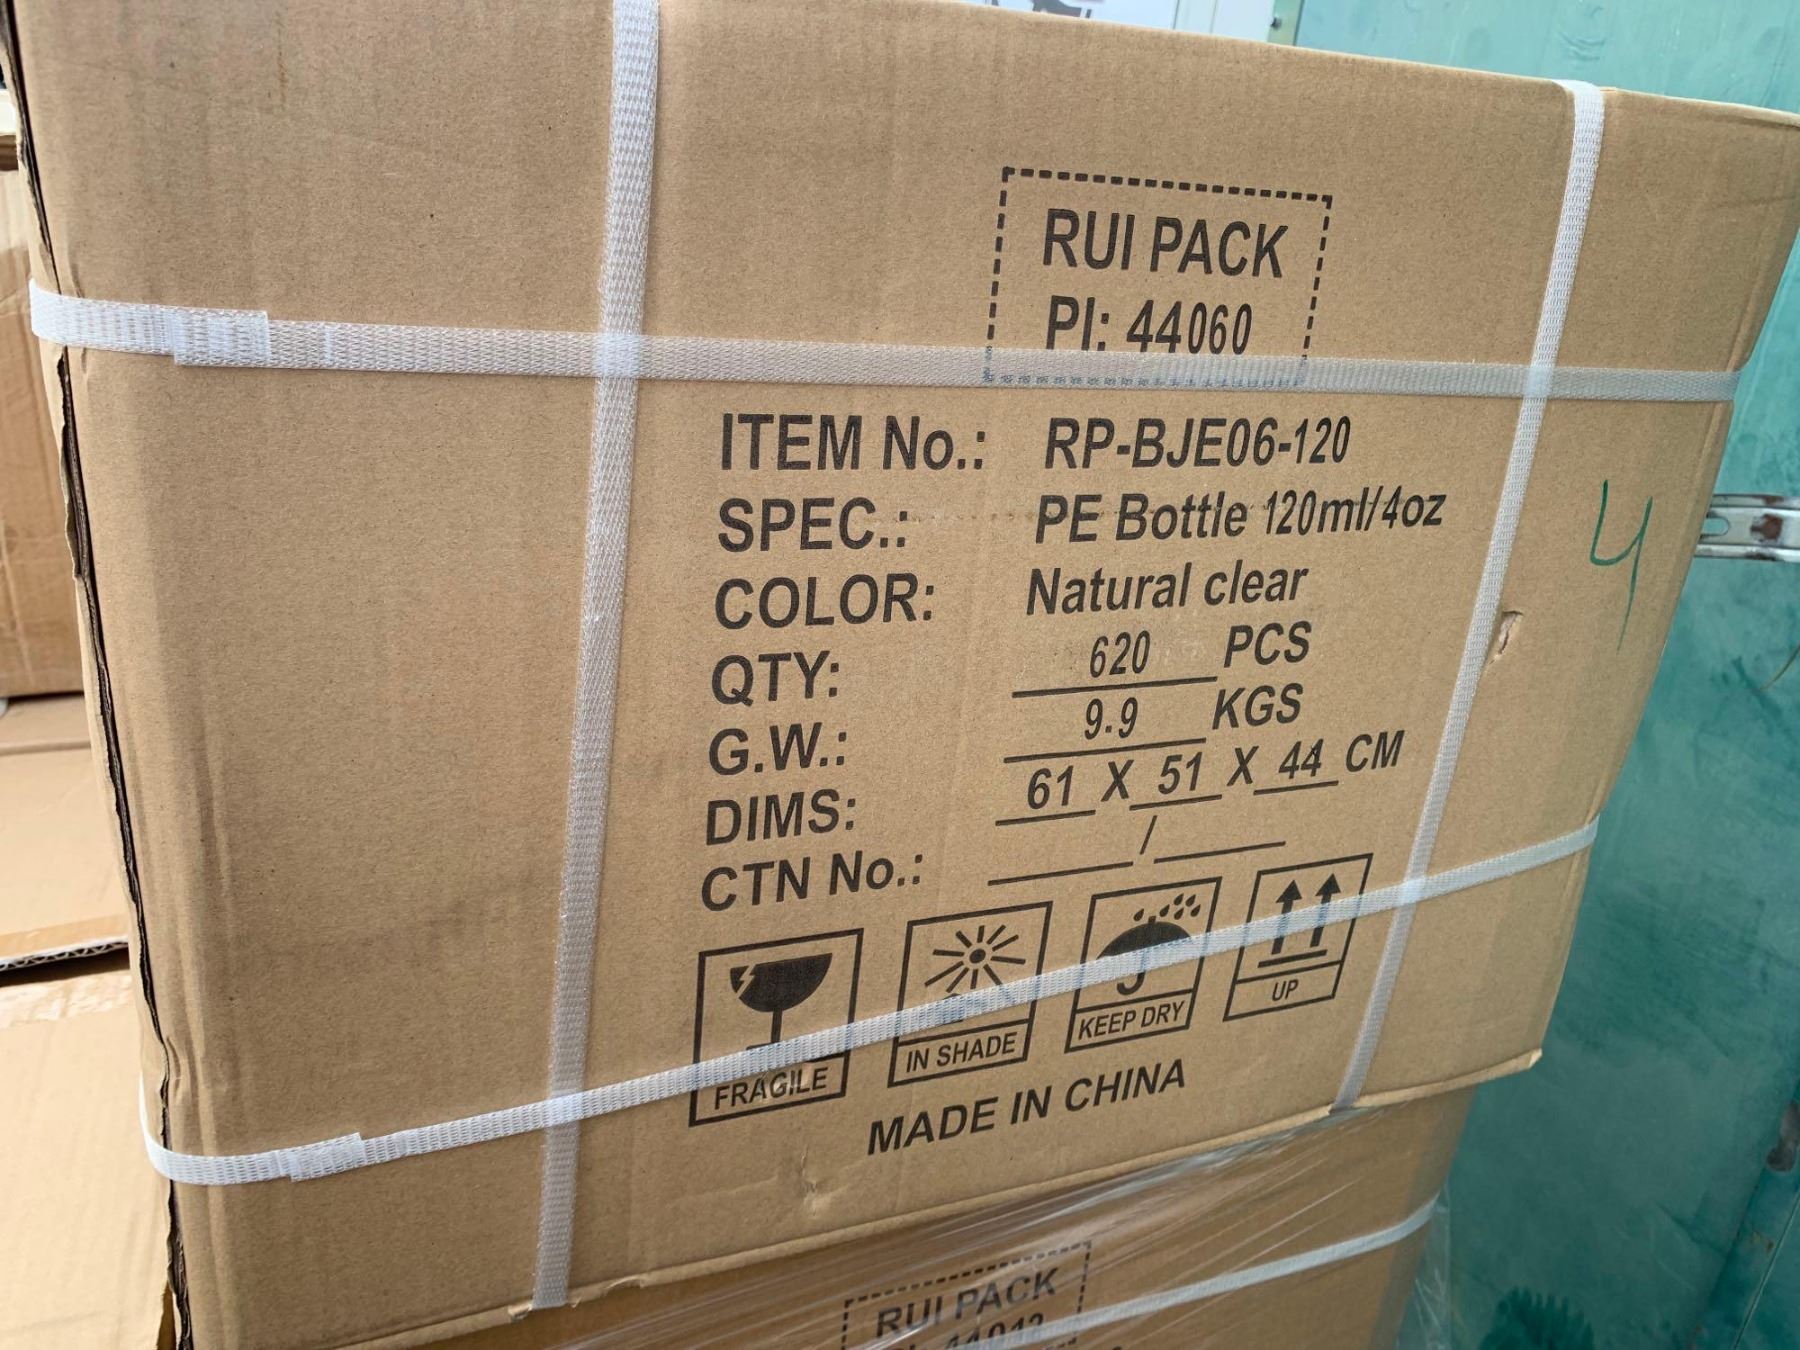 RUI PACK
PI: 44060
ITEM No.: RP-BJE06-120
SPEC.: PE Bottle 120ml/4oz
COLOR: Natural clear
QTY: 620 PCS
G.W.: 9.9 KGS
DIMS: 61 X 51 X 44 CM
CTN No.: /
4
FRAGILE
IN SHADE
KEEP DRY
UP
MADE IN CHINA
RUI PACK